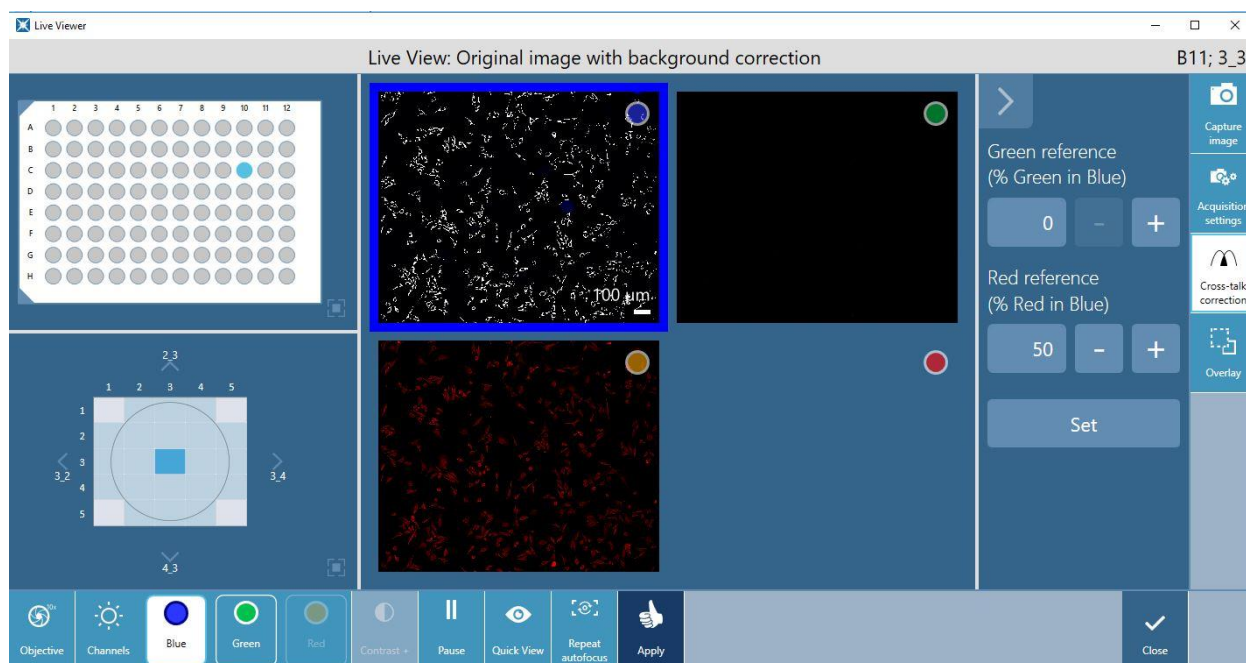 Live Viewer
Live View: Original image with background correction
B11; 3_3
1 2 3 4 5 6 7 8 9 10 11 12
A
B
C
D
E
F
G
H
2_3
1 2 3 4 5
1
2
3
4
5
3_2
3_4
4_3
100 µm
Green reference
(% Green in Blue)
0 - +
Red reference
(% Red in Blue)
50 - +
Set
Capture
image
Acquisition
settings
Cross-talk
correction
Overlay
10x
Objective
Channels
Blue
Green
Red
Contrast +
Pause
Quick View
Repeat
autofocus
Apply
Close